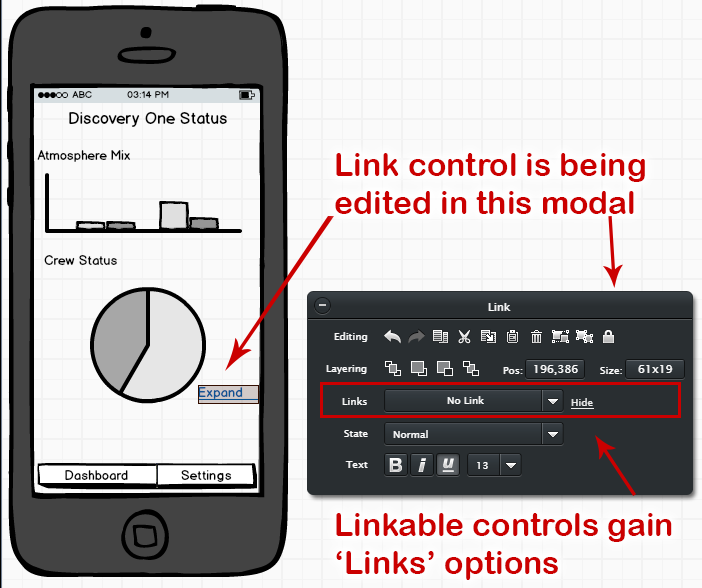 ABC 03:14 PM
Discovery One Status
Atmosphere Mix
Crew Status
Expand
Dashboard Settings
Link control is being
edited in this modal
Link
Editing
Layering Pos: 196,386 Size: 61x19
Links No Link Hide
State Normal
Text B i u 13
Linkable controls gain
‘Links’ options